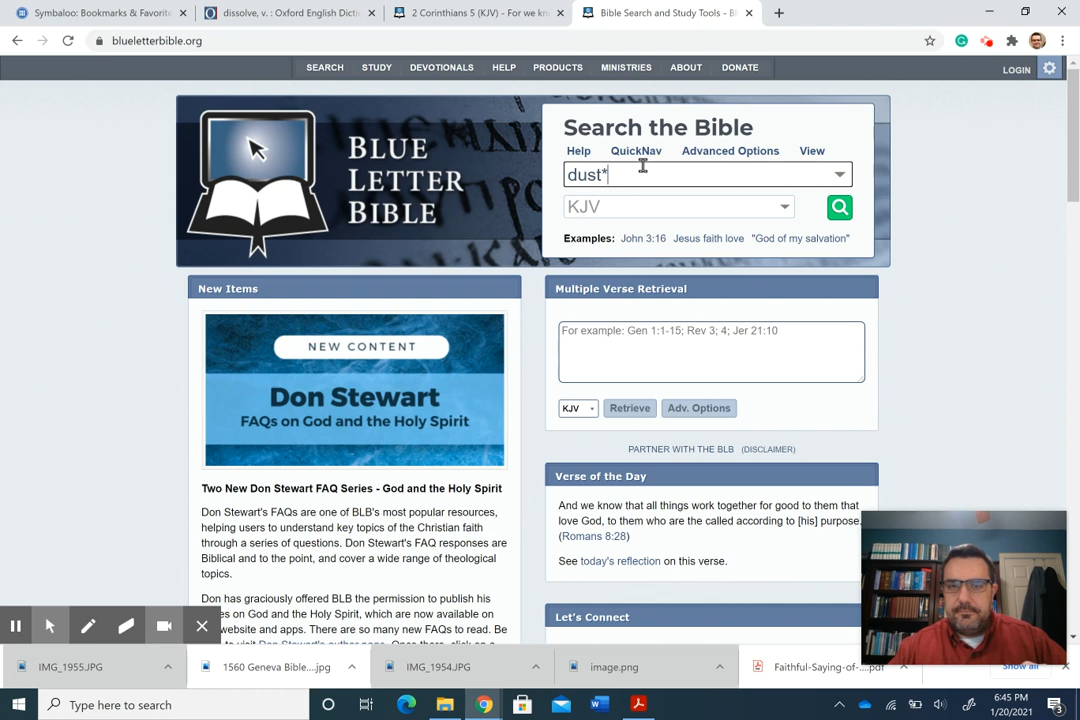 Symbaloo: Bookmarks & Favorite
dissolve, v. : Oxford English Dicti
2 Corinthians 5 (KJV) - For we kn
Bible Search and Study Tools - Bl
blueletterbible.org
SEARCH STUDY DEVOTIONALS HELP PRODUCTS MINISTRIES ABOUT DONATE
LOGIN
BLUE
LETTER
BIBLE
Search the Bible
Help QuickNav Advanced Options View
dust*
KJV
Examples: John 3:16 Jesus faith love "God of my salvation"
New Items
NEW CONTENT
Don Stewart
FAQs on God and the Holy Spirit
Two New Don Stewart FAQ Series - God and the Holy Spirit
Don Stewart's FAQs are one of BLB's most popular resources,
helping users to understand key topics of the Christian faith
through a series of questions. Don Stewart's FAQ responses are
Biblical and to the point, and cover a wide range of theological
topics.
Don has graciously offered BLB the permission to publish his
es on God and the Holy Spirit, which are now available on
website and apps. There are so many new FAQs to read. Be
Multiple Verse Retrieval
For example: Gen 1:1-15; Rev 3; 4; Jer 21:10
KJV Retrieve Adv. Options
PARTNER WITH THE BLB (DISCLAIMER)
Verse of the Day
And we know that all things work together for good to them that
love God, to them who are the called according to [his] purpose.
(Romans 8:28)
See today's reflection on this verse.
Let's Connect
IMG_1955.JPG
1560 Geneva Bible....jpg
IMG_1954.JPG
image.png
Faithful-Saying-of-....pdf
Show all
Type here to search
6:45 PM
1/20/2021
3